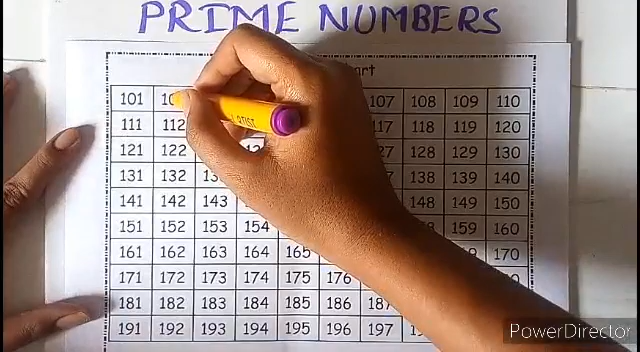 PRIME NUMBERS
101 107 108 109 110
111 112 117 118 119 120
121 122 128 129 130
131 132 138 139 140
141 142 143 148 149 150
151 152 153 154 159 160
161 162 163 164 165 170
171 172 173 174 175 176
181 182 183 184 185 186 187
191 192 193 194 195 196 197
PowerDirector